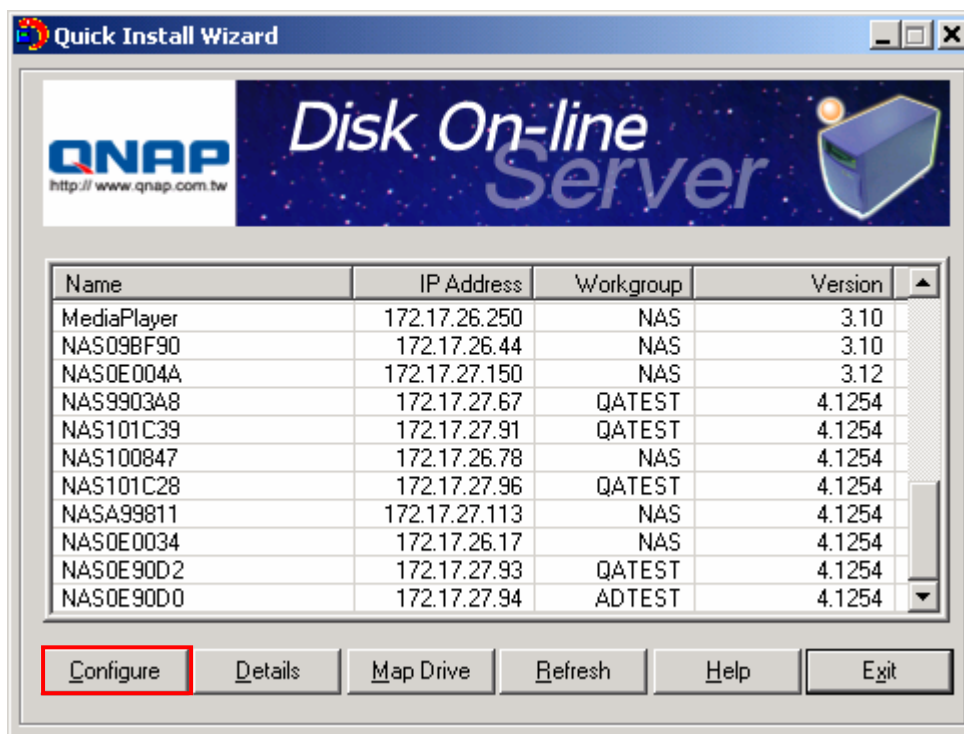 Quick Install Wizard
QNAP
http:// www.qnap.com.tw
Disk On-line
Server
Name IP Address Workgroup Version
MediaPlayer 172.17.26.250 NAS 3.10
NAS09BF90 172.17.26.44 NAS 3.10
NAS0E004A 172.17.27.150 NAS 3.12
NAS9903A8 172.17.27.67 QATEST 4.1254
NAS101C39 172.17.27.91 QATEST 4.1254
NAS100847 172.17.26.78 NAS 4.1254
NAS101C28 172.17.27.96 QATEST 4.1254
NASA99811 172.17.27.113 NAS 4.1254
NAS0E0034 172.17.26.17 NAS 4.1254
NAS0E90D2 172.17.27.93 QATEST 4.1254
NAS0E90D0 172.17.27.94 ADTEST 4.1254
Configure Details Map Drive Refresh Help Exit